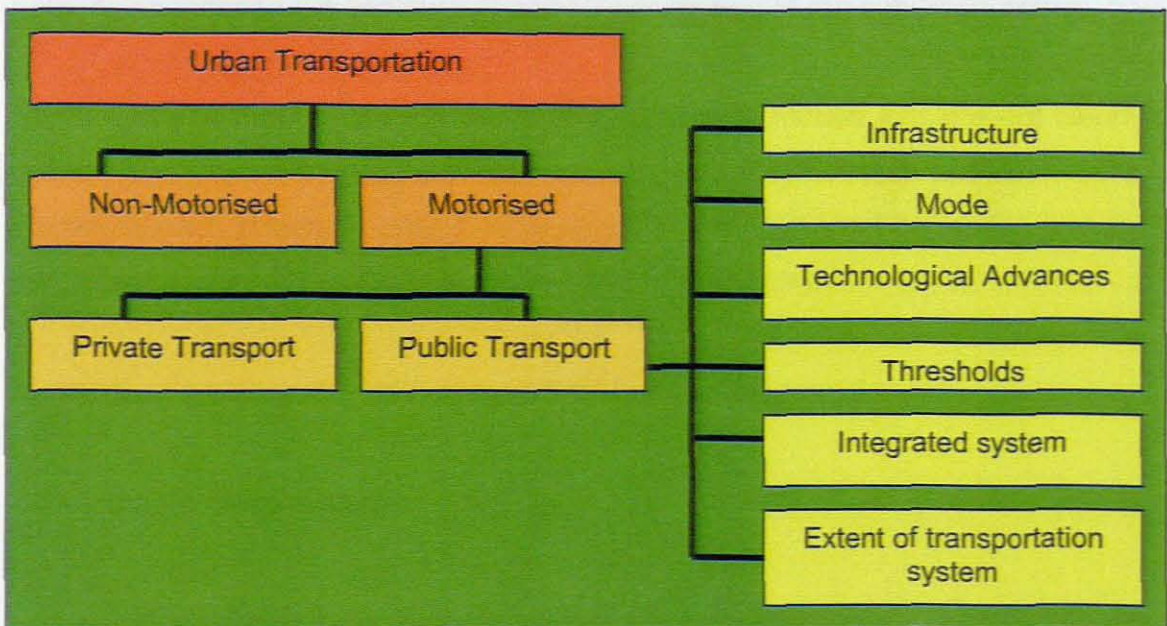 Urban Transportation
Non-Motorised
Motorised
Private Transport
Public Transport
Infrastructure
Mode
Technological Advances
Thresholds
Integrated system
Extent of transportation
system